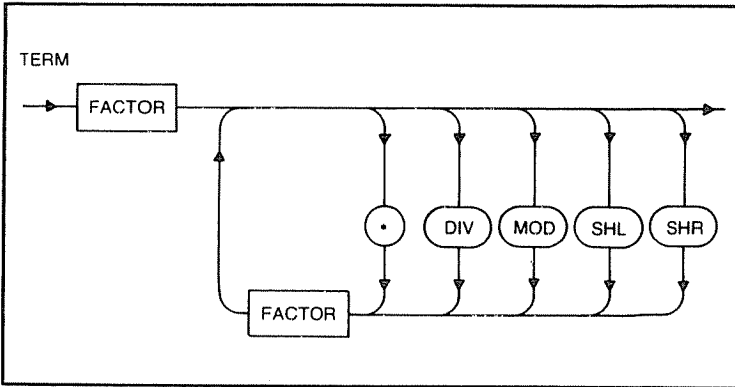 TERM
FACTOR
• DIV MOD SHL SHR
FACTOR